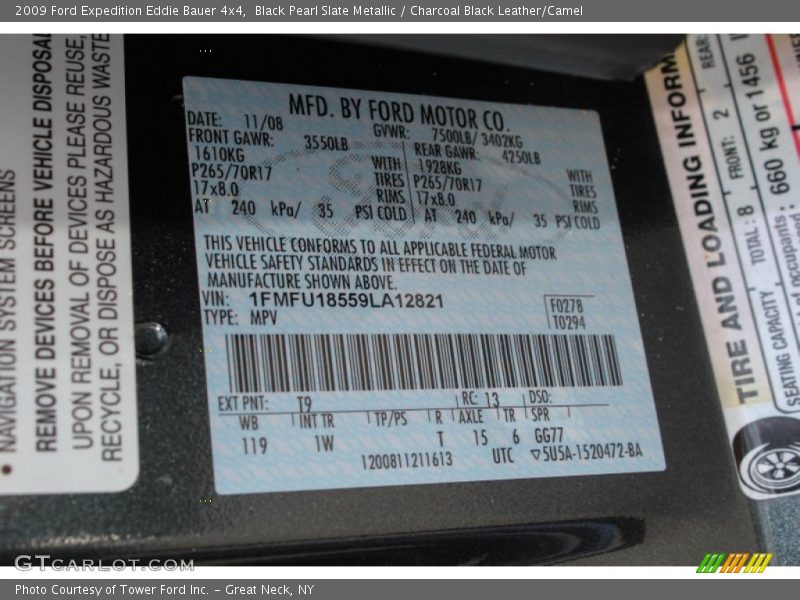 2009 Ford Expedition Eddie Bauer 4x4, Black Pearl Slate Metallic / Charcoal Black Leather/Camel
NAVIGATION SYSTEM SCREENS
REMOVE DEVICES BEFORE VEHICLE DISPOSAL
UPON REMOVAL OF DEVICES PLEASE REUSE,
RECYCLE, OR DISPOSE AS HAZARDOUS WASTE
MFD. BY FORD MOTOR CO.
DATE: 11/08 GVWR: 7500LB/ 3402KG
FRONT GAWR: 3550LB REAR GAWR: 4250LB
1610KG WITH 1928KG WITH
P265/70R17 TIRES P265/70R17 TIRES
17x8.0 RIMS 17x8.0 RIMS
AT 240 kPa/ 35 PSI COLD AT 240 kPa/ 35 PSI COLD
THIS VEHICLE CONFORMS TO ALL APPLICABLE FEDERAL MOTOR
VEHICLE SAFETY STANDARDS IN EFFECT ON THE DATE OF
MANUFACTURE SHOWN ABOVE.
VIN: 1FMFU18559LA12821
TYPE: MPV
F0278
T0294
EXT PNT: T9 RC: 13 DSO:
WB INT TR TP/PS R AXLE TR SPR
119 1W T 15 6 GG77
1200811211613 UTC ▽5U5A-1520472-BA
TIRE AND LOADING INFORM
SEATING CAPACITY TOTAL: 8 FRONT: 2 REAR:
of occupants
660 kg or 1456
GTCARLOT.COM
Photo Courtesy of Tower Ford Inc. - Great Neck, NY